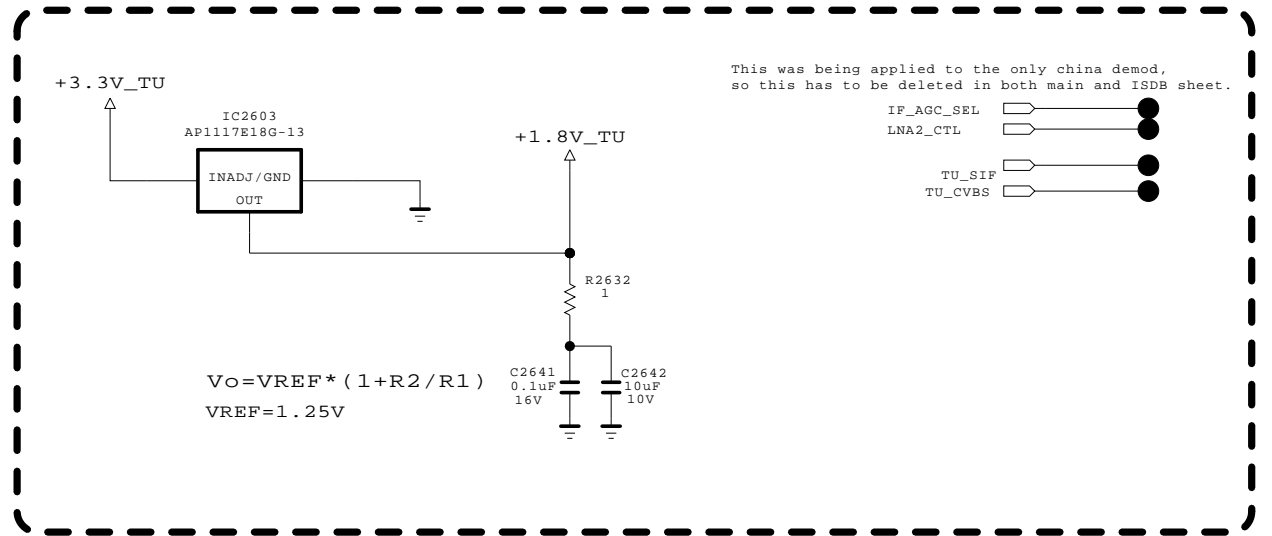 +3.3V_TU
IC2603
AP1117E18G-13
INADJ/GND
OUT
+1.8V_TU
R2632
1
C2641
0.1uF
16V
C2642
10uF
10V
Vo=VREF*(1+R2/R1)
VREF=1.25V
This was being applied to the only china demod,
so this has to be deleted in both main and ISDB sheet.
IF_AGC_SEL
LNA2_CTL
TU_SIF
TU_CVBS